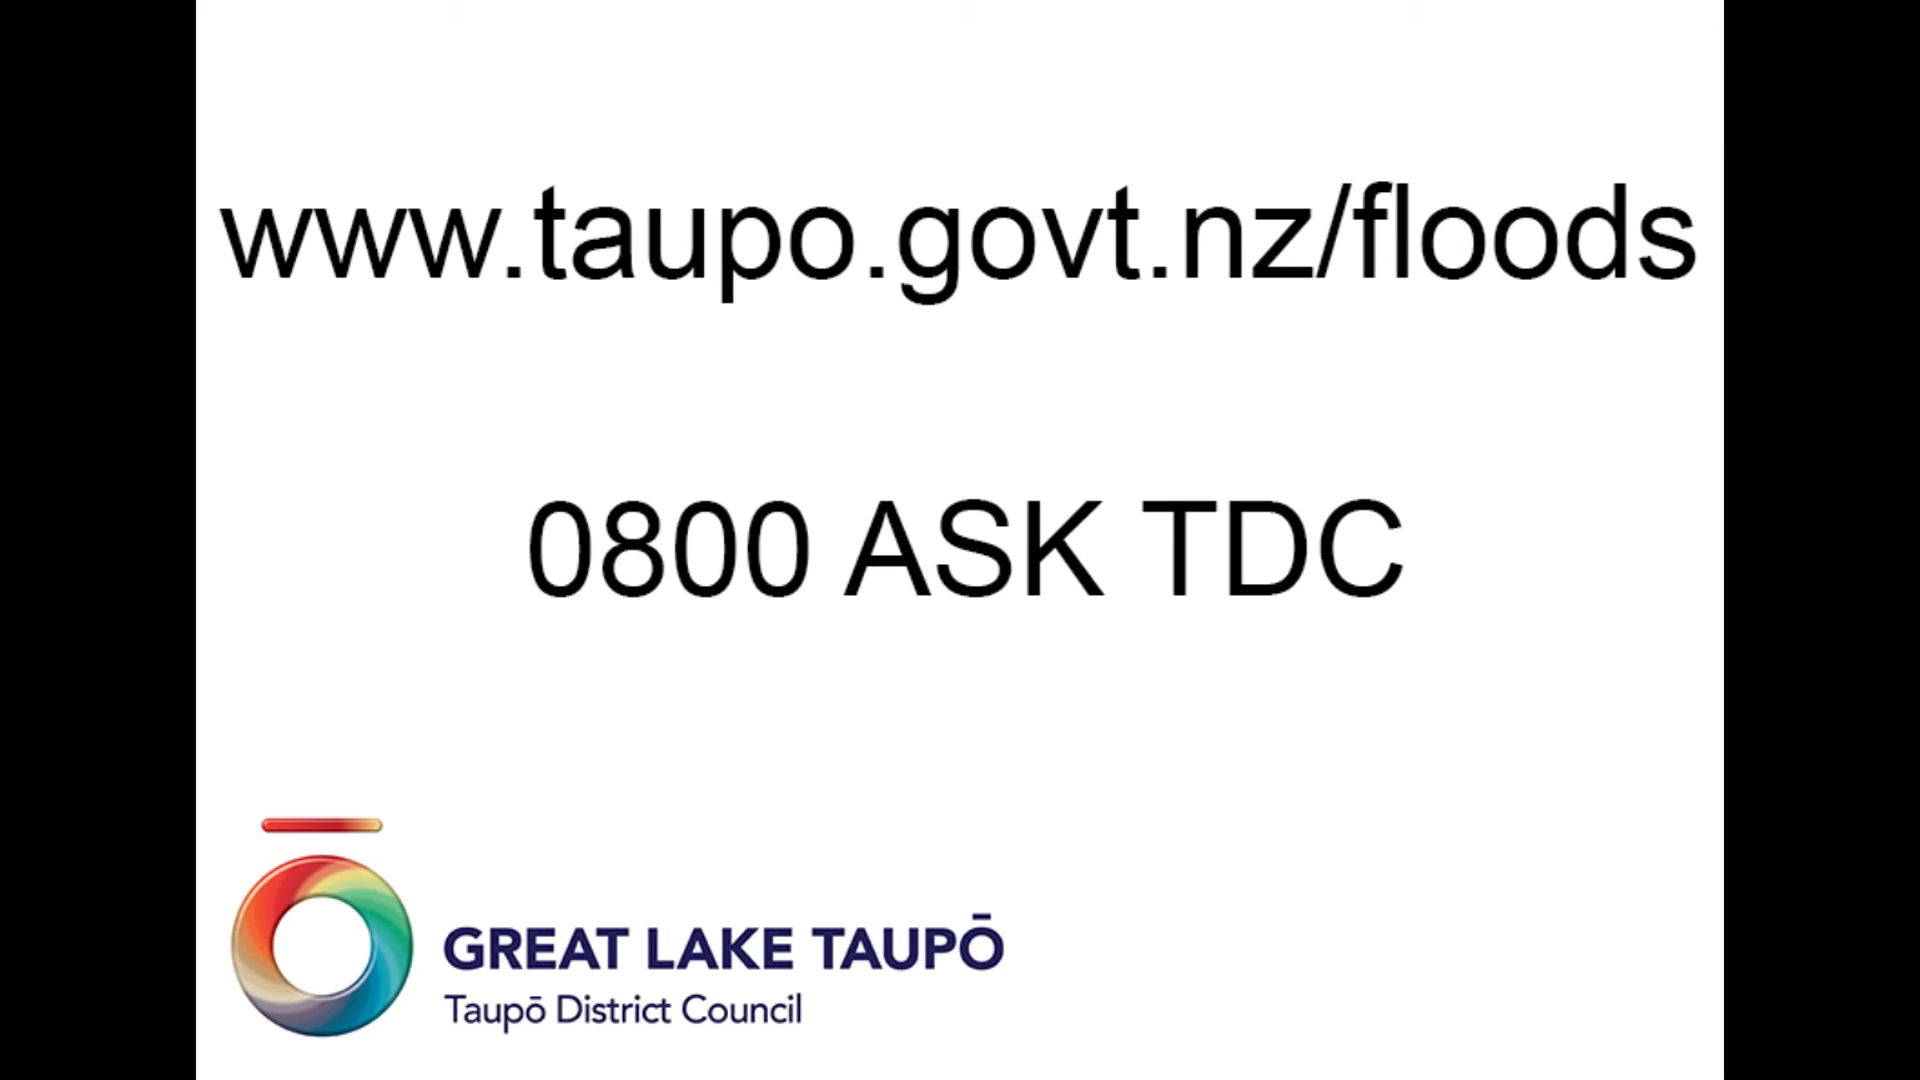 www.taupo.govt.nz/floods
0800 ASK TDC
GREAT LAKE TAUPŌ
Taupō District Council